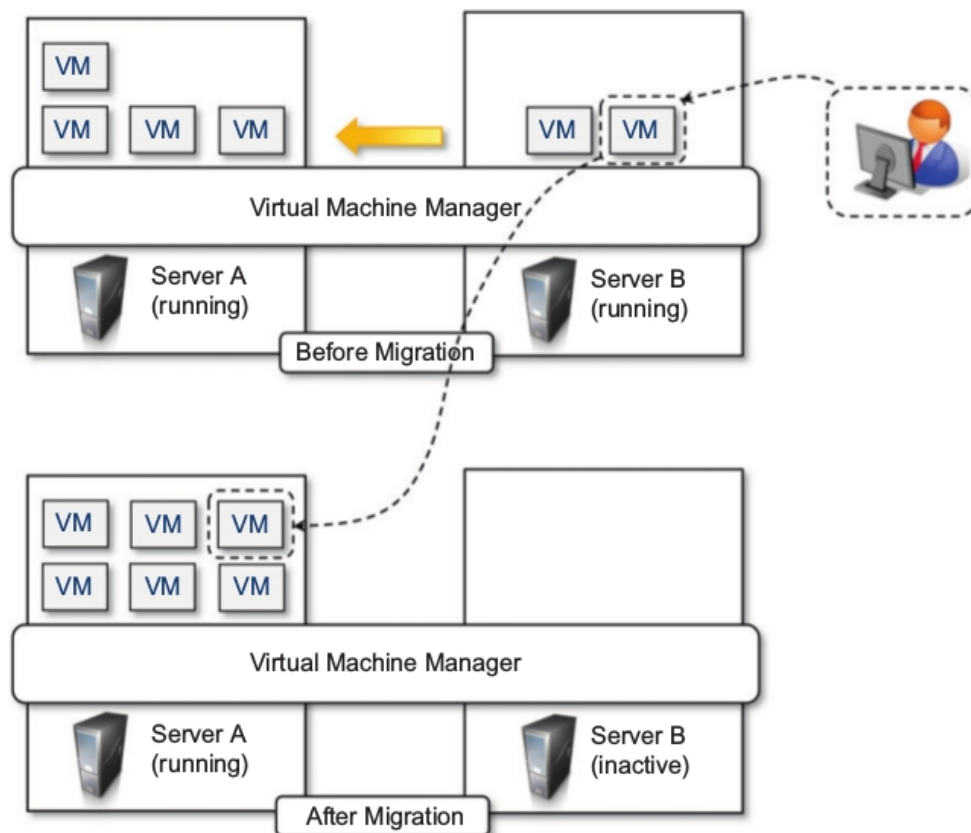 VM
VM VM VM
VM VM
Virtual Machine Manager
Server A
(running)
Server B
(running)
Before Migration
VM VM VM
VM VM VM
Virtual Machine Manager
Server A
(running)
Server B
(inactive)
After Migration